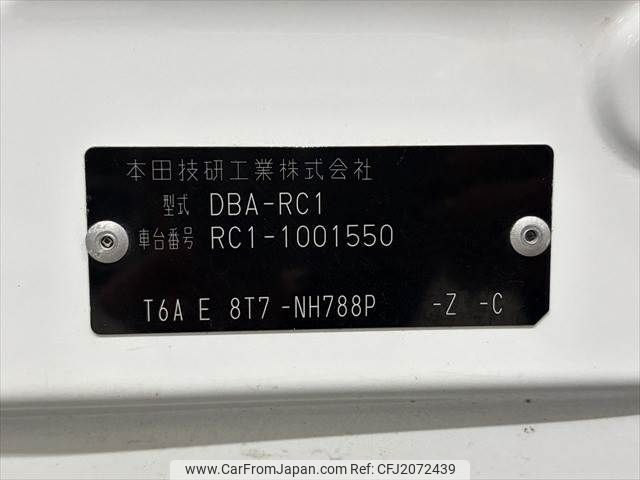 本田技研工業株式会社
型式 DBA-RC1
車台番号 RC1-1001550
T6A E 8T7 -NH788P -Z -C
www.CarFromJapan.com | CFJ2072439